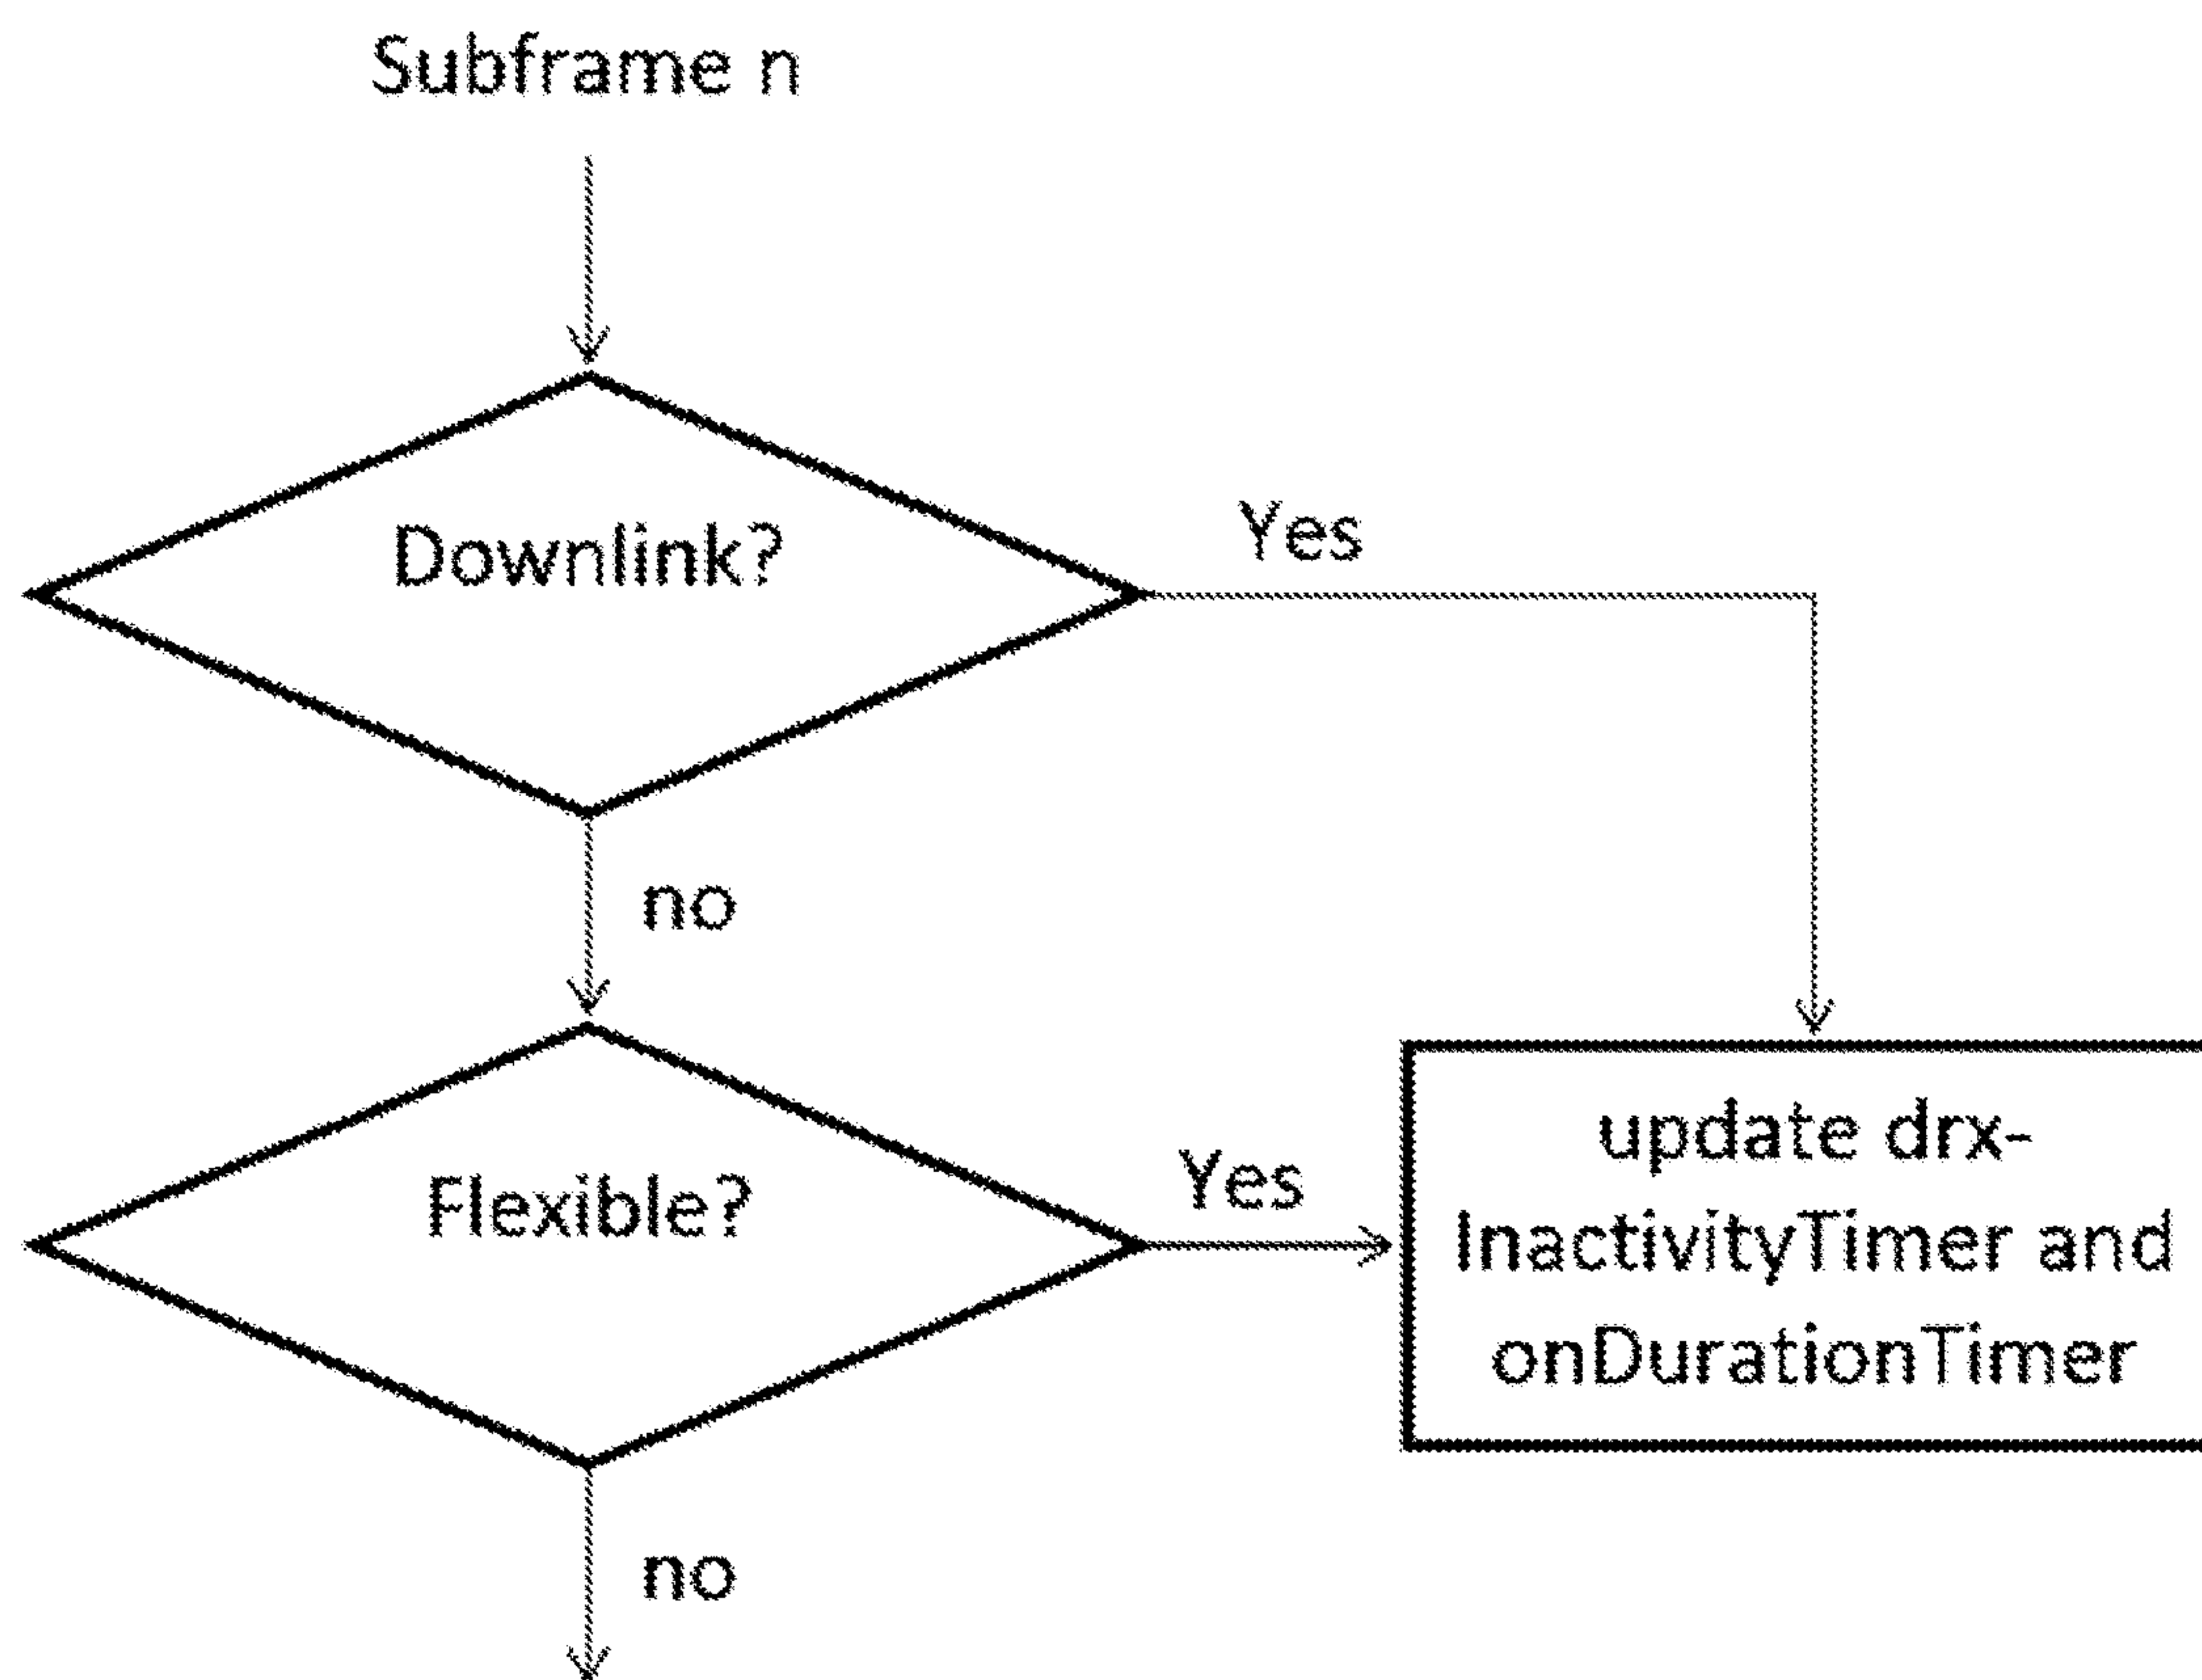 Subframe n
Downlink?
Yes
no
Flexible?
Yes
update drx-
InactivityTimer and
onDurationTimer
no